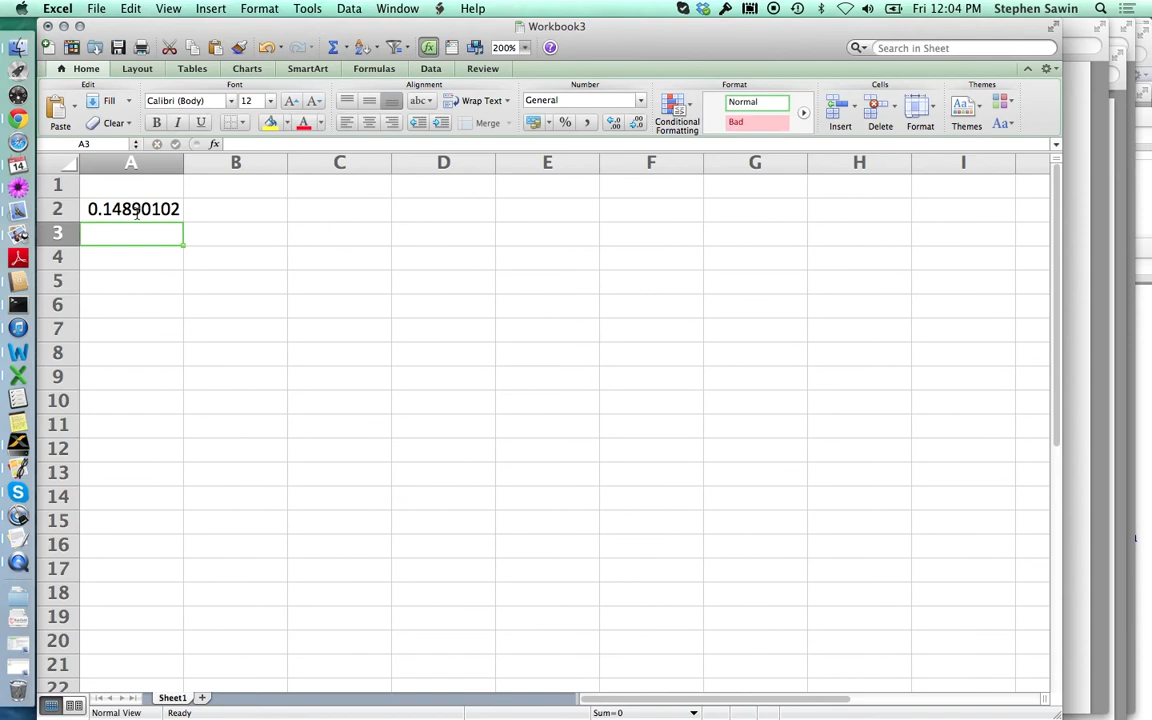 Excel File Edit View Insert Format Tools Data Window Help Fri 12:04 PM Stephen Sawin
Workbook3
200% Search in Sheet
Home Layout Tables Charts SmartArt Formulas Data Review
Edit Font Alignment Number Format Cells Themes
Paste Fill Clear Calibri (Body) 12 abc Wrap Text General Conditional Formatting Normal Insert Delete Format Themes Aa
B I U A Merge % Bad
A3 fx
A B C D E F G H I
1
2 0.14890102
3
4
5
6
7
8
9
10
11
12
13
14
15
16
17
18
19
20
21
22
Sheet1
Normal View Ready Sum=0